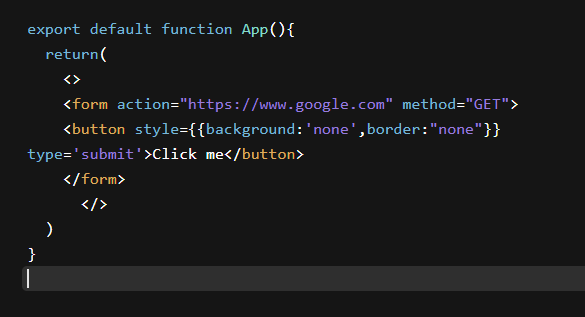 export default function App(){
return(
<>
<form action="https://www.google.com" method="GET">
<button style={{background:'none',border:"none"}}
type='submit'>Click me</button>
</form>
</>
)
}